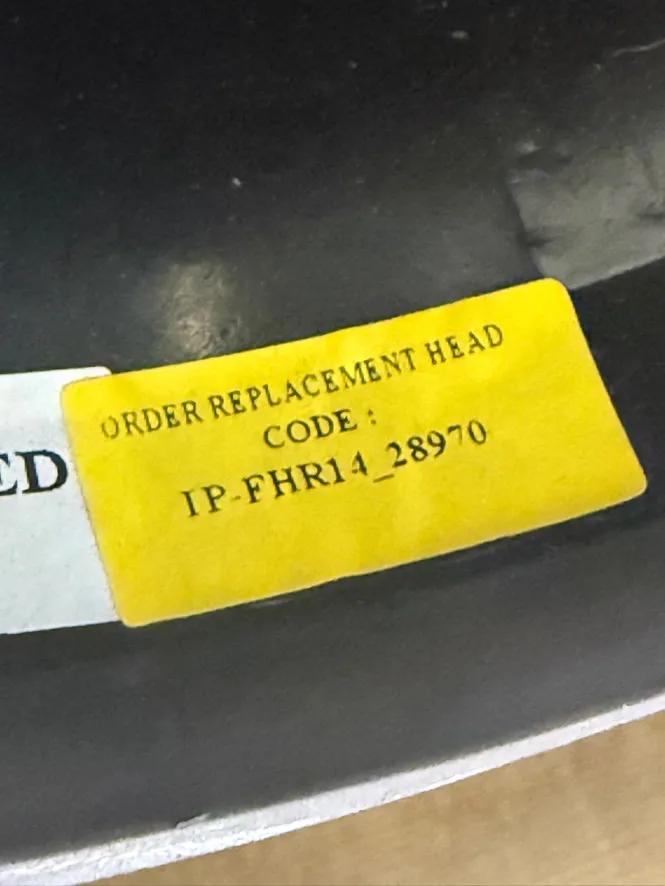 ED
ORDER REPLACEMENT HEAD
CODE :
IP-FHR14_28970